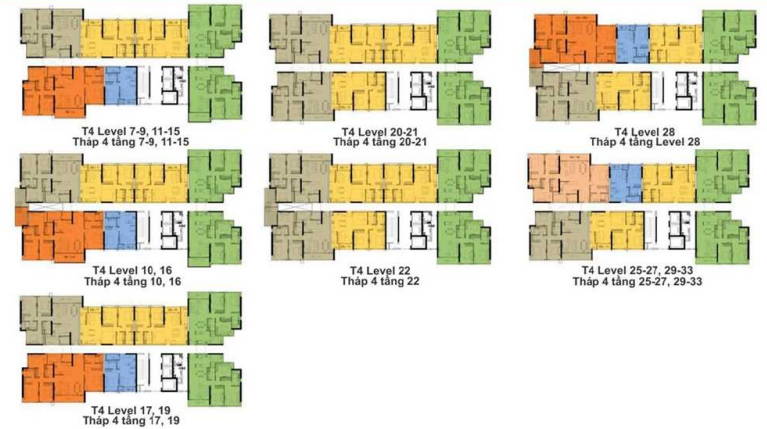 T4 Level 7-9, 11-15
Tháp 4 tầng 7-9, 11-15
T4 Level 20-21
Tháp 4 tầng 20-21
T4 Level 28
Tháp 4 tầng Level 28
T4 Level 10, 16
Tháp 4 tầng 10, 16
T4 Level 22
Tháp 4 tầng 22
T4 Level 25-27, 29-33
Tháp 4 tầng 25-27, 29-33
T4 Level 17, 19
Tháp 4 tầng 17, 19